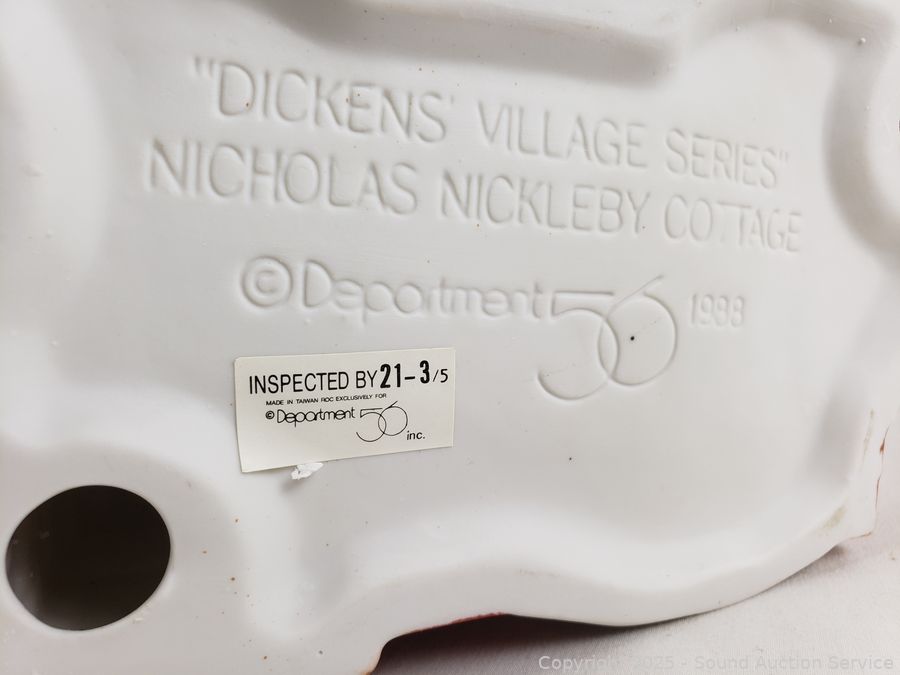 "DICKENS' VILLAGE SERIES"
NICHOLAS NICKLEBY COTTAGE
©Department 56 1988
INSPECTED BY 21-3/5
MADE IN TAIWAN ROC EXCLUSIVELY FOR
©Department 56
inc.
Copyright 2025 - Sound Auction Service